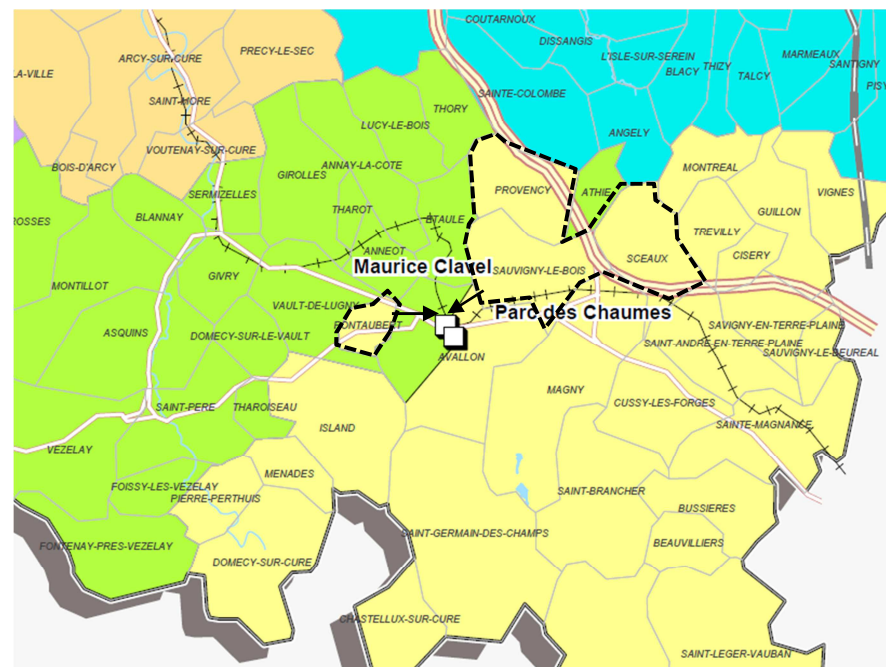 COUTARNOUX
DISSANGIS
L'ISLE-SUR-SEREIN
MARMEAUX
SANTIGNY
ARCY-SUR-CURE
PRECY-LE-SEC
BLACY
THIZY
TALCY
PISY
LA-VILLE
SAINTE-COLOMBE
SAINT-MORE
THORY
LUCY-LE-BOIS
ANGELY
VOUTENAY-SUR-CURE
BOIS-D'ARCY
ANNAY-LA-COTE
GIROLLES
MONTREAL
SERMIZELLES
PROVENCY
ATHIE
VIGNES
ROSSES
BLANNAY
THAROT
ETAULE
GUILLON
TREVILLY
ANNEOT
SCEAUX
CISERY
Maurice Clavel
SAUVIGNY-LE-BOIS
GIVRY
MONTILLOT
VAULT-DE-LUGNY
Parc des Chaumes
PONTAUBERT
ASQUINS
DOMECY-SUR-LE-VAULT
SAVIGNY-EN-TERRE-PLAINE
SAINT-ANDRE-EN-TERRE-PLAINE
SAUVIGNY-LE-BEUREAL
AVALLON
MAGNY
CUSSY-LES-FORGES
SAINT-PERE
THAROISEAU
ISLAND
SAINTE-MAGNANCE
VEZELAY
MENADES
FOISSY-LES-VEZELAY
PIERRE-PERTHUIS
SAINT-BRANCHER
BUSSIERES
SAINT-GERMAIN-DES-CHAMPS
BEAUVILLIERS
FONTENAY-PRES-VEZELAY
DOMECY-SUR-CURE
CHASTELLUX-SUR-CURE
SAINT-LEGER-VAUBAN